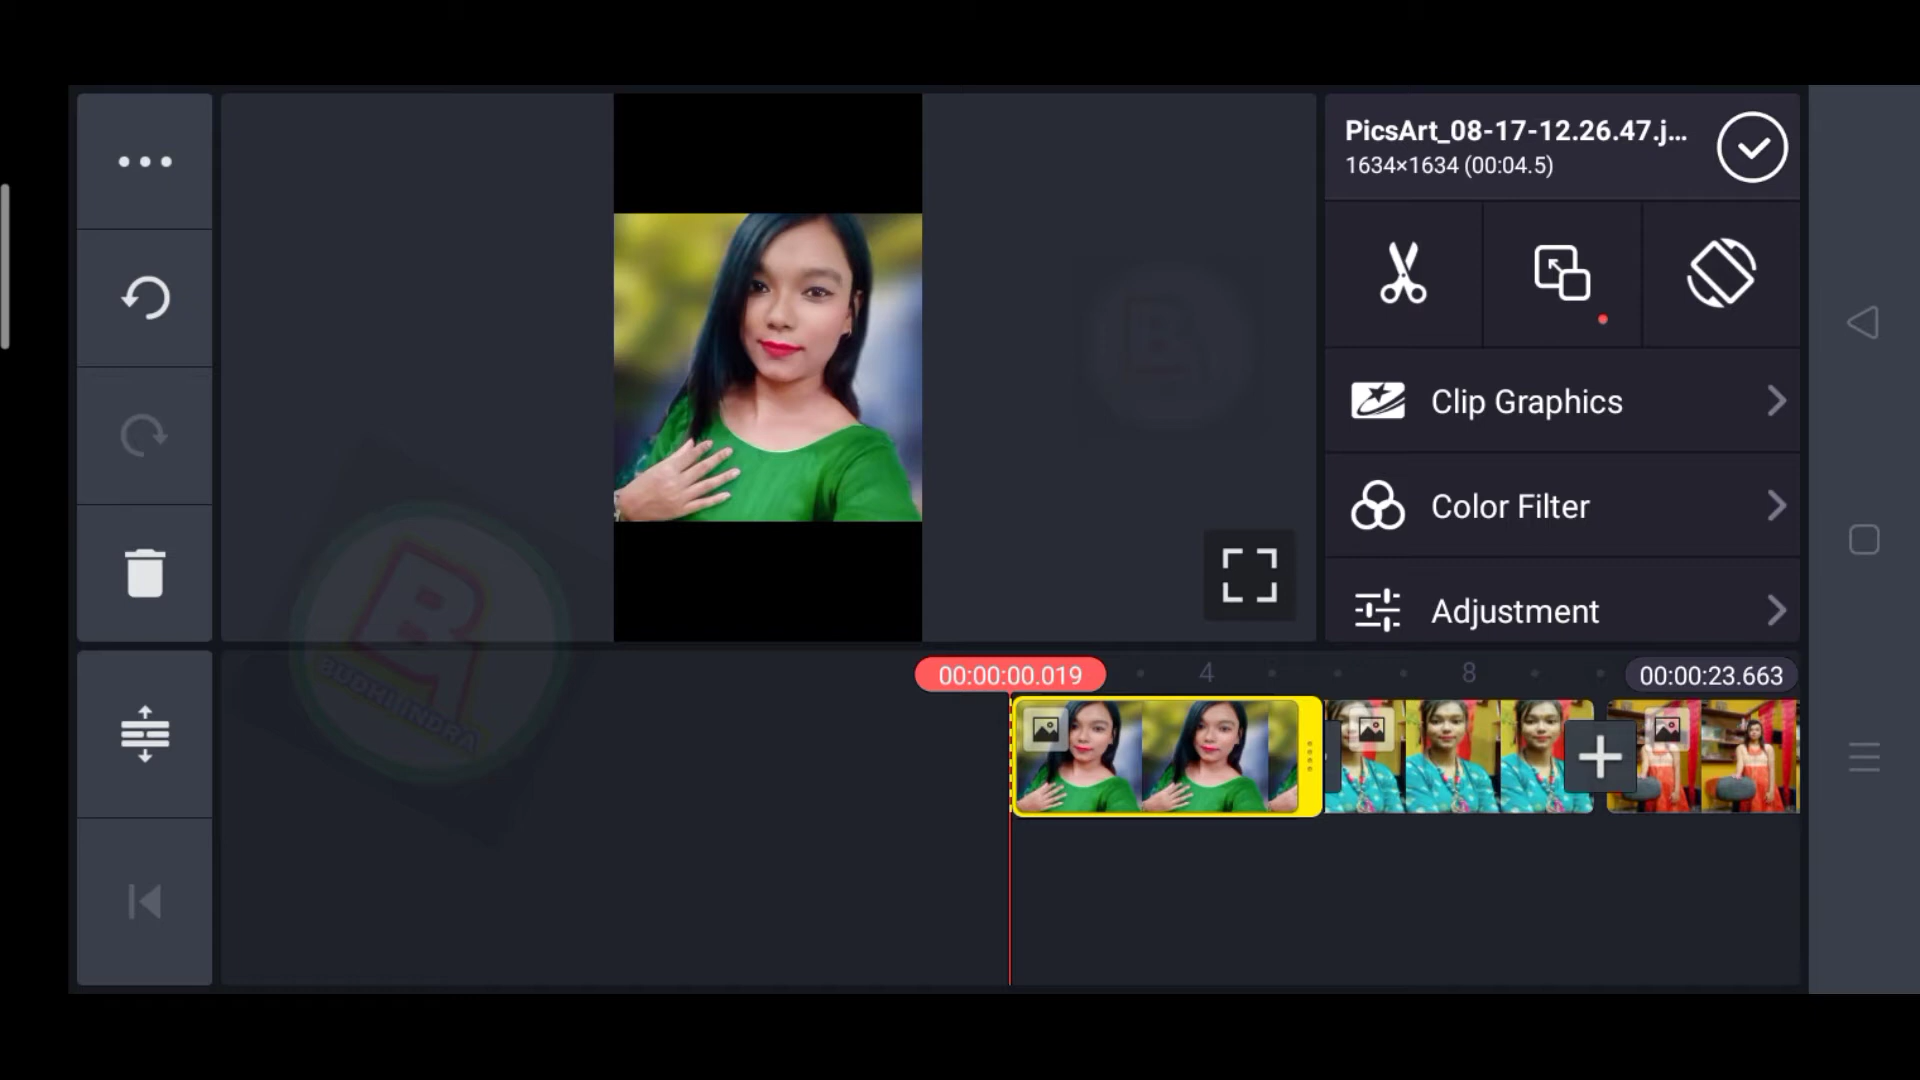 PicsArt_08-17-12.26.47.j...
1634×1634 (00:04.5)
Clip Graphics
Color Filter
Adjustment
00:00:00.019
4
8
00:00:23.663
BUDHIJINDRA